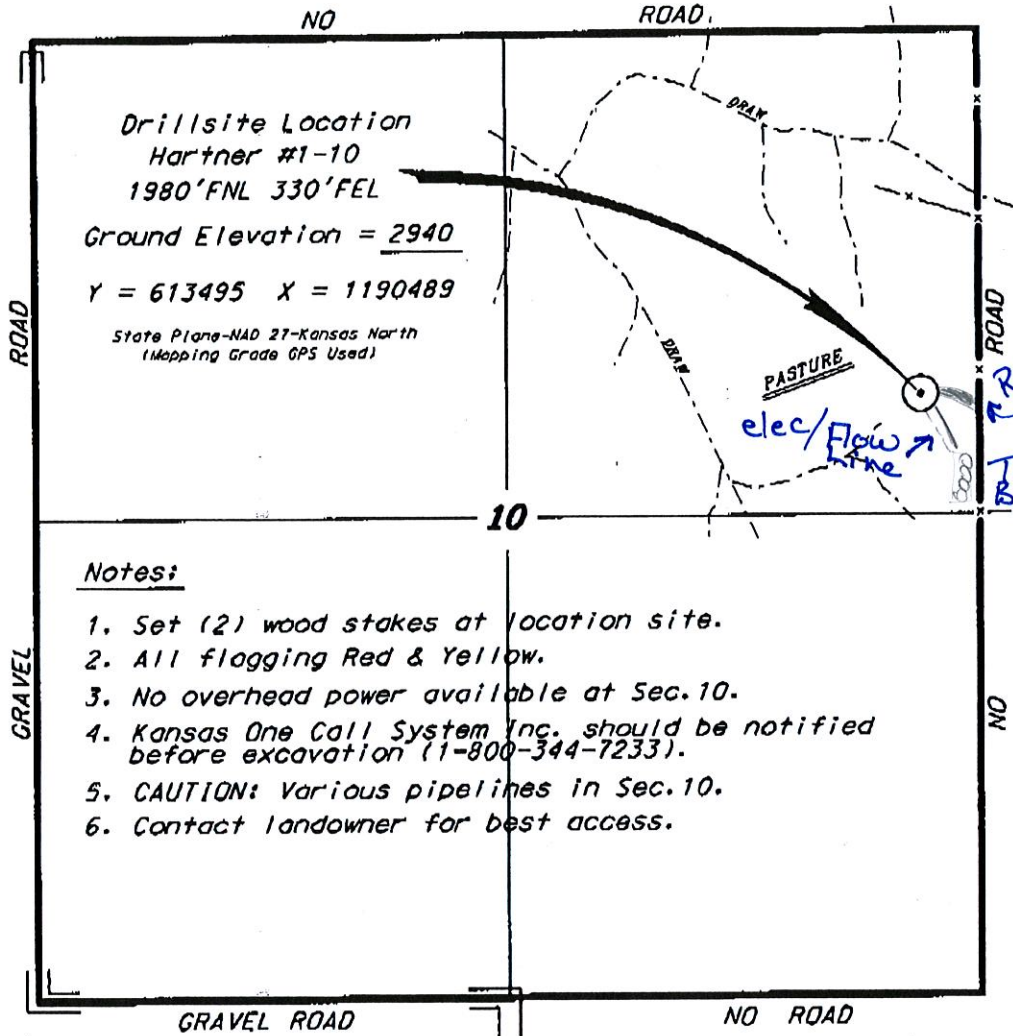 NO ROAD
Drillsite Location
Hartner #1-10
1980'FNL 330'FEL
Ground Elevation = 2940
Y = 613495 X = 1190489
State Plane-NAD 27-Kansas North
(Mapping Grade GPS Used)
DRAW
DRAW
PASTURE
elec/Flow
Line
R
TB
GRAVEL ROAD
NO ROAD
10
Notes:
1. Set (2) wood stakes at location site.
2. All flagging Red & Yellow.
3. No overhead power available at Sec.10.
4. Kansas One Call System Inc. should be notified
before excavation (1-800-344-7233).
5. CAUTION: Various pipelines in Sec.10.
6. Contact landowner for best access.
GRAVEL ROAD
NO ROAD